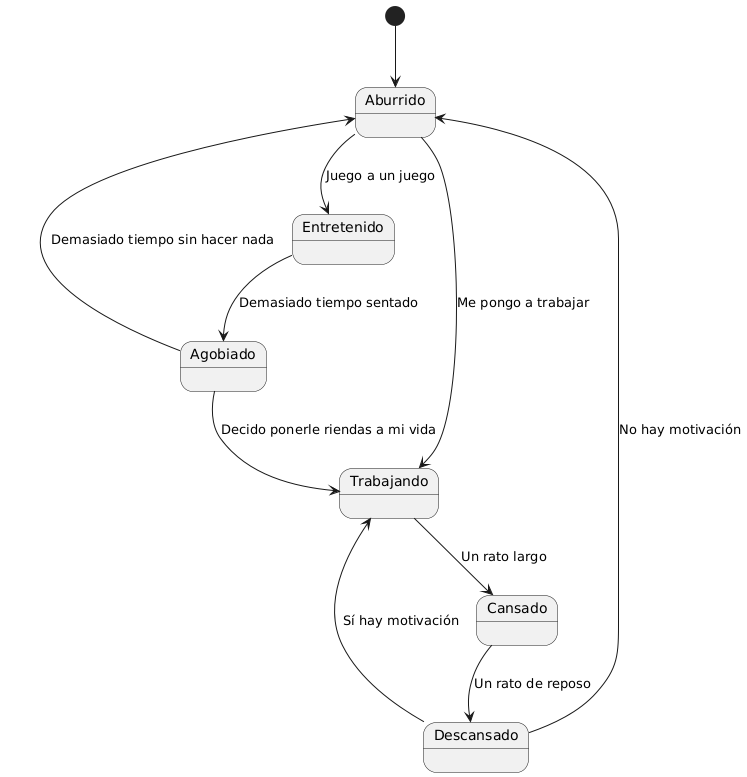 Aburrido
Juego a un juego
Entretenido
Demasiado tiempo sin hacer nada
Demasiado tiempo sentado
Me pongo a trabajar
Agobiado
Decido ponerle riendas a mi vida
No hay motivación
Trabajando
Un rato largo
Cansado
Sí hay motivación
Un rato de reposo
Descansado